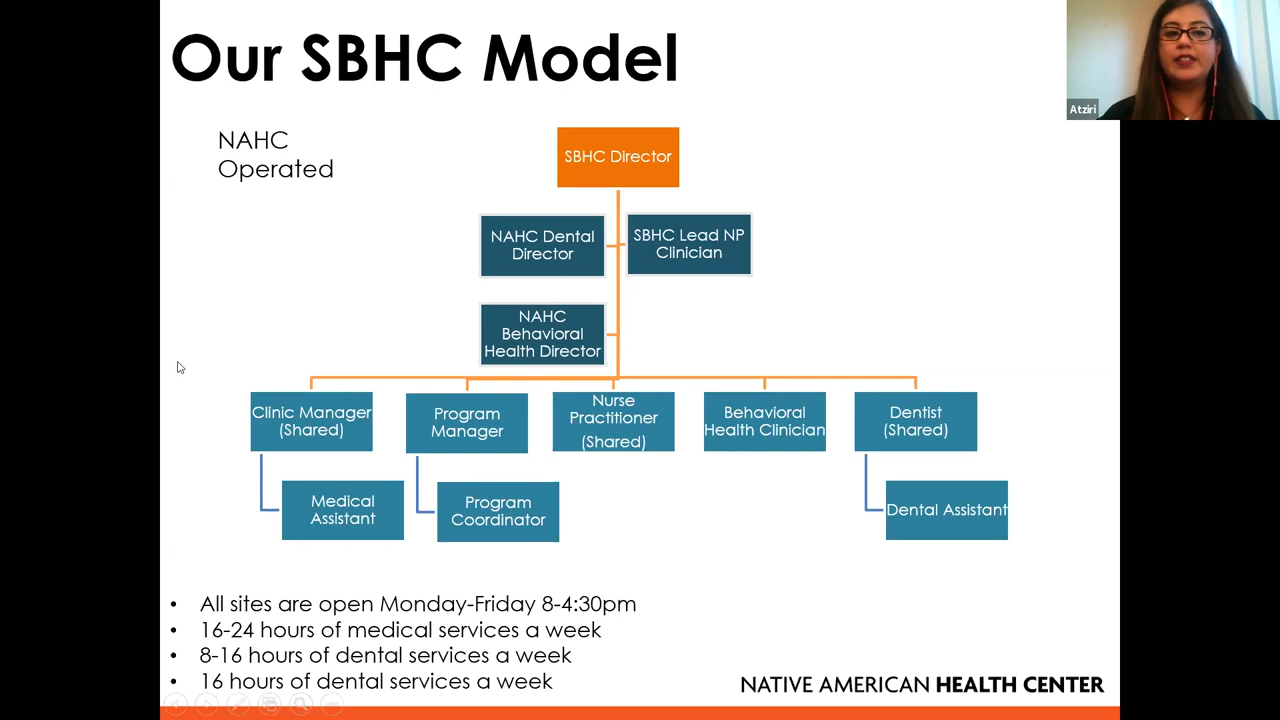 Our SBHC Model
Atziri
NAHC
Operated
SBHC Director
NAHC Dental
Director
SBHC Lead NP
Clinician
NAHC
Behavioral
Health Director
Clinic Manager
(Shared)
Program
Manager
Nurse
Practitioner
(Shared)
Behavioral
Health Clinician
Dentist
(Shared)
Medical
Assistant
Program
Coordinator
Dental Assistant
• All sites are open Monday-Friday 8-4:30pm
• 16-24 hours of medical services a week
• 8-16 hours of dental services a week
• 16 hours of dental services a week
NATIVE AMERICAN HEALTH CENTER